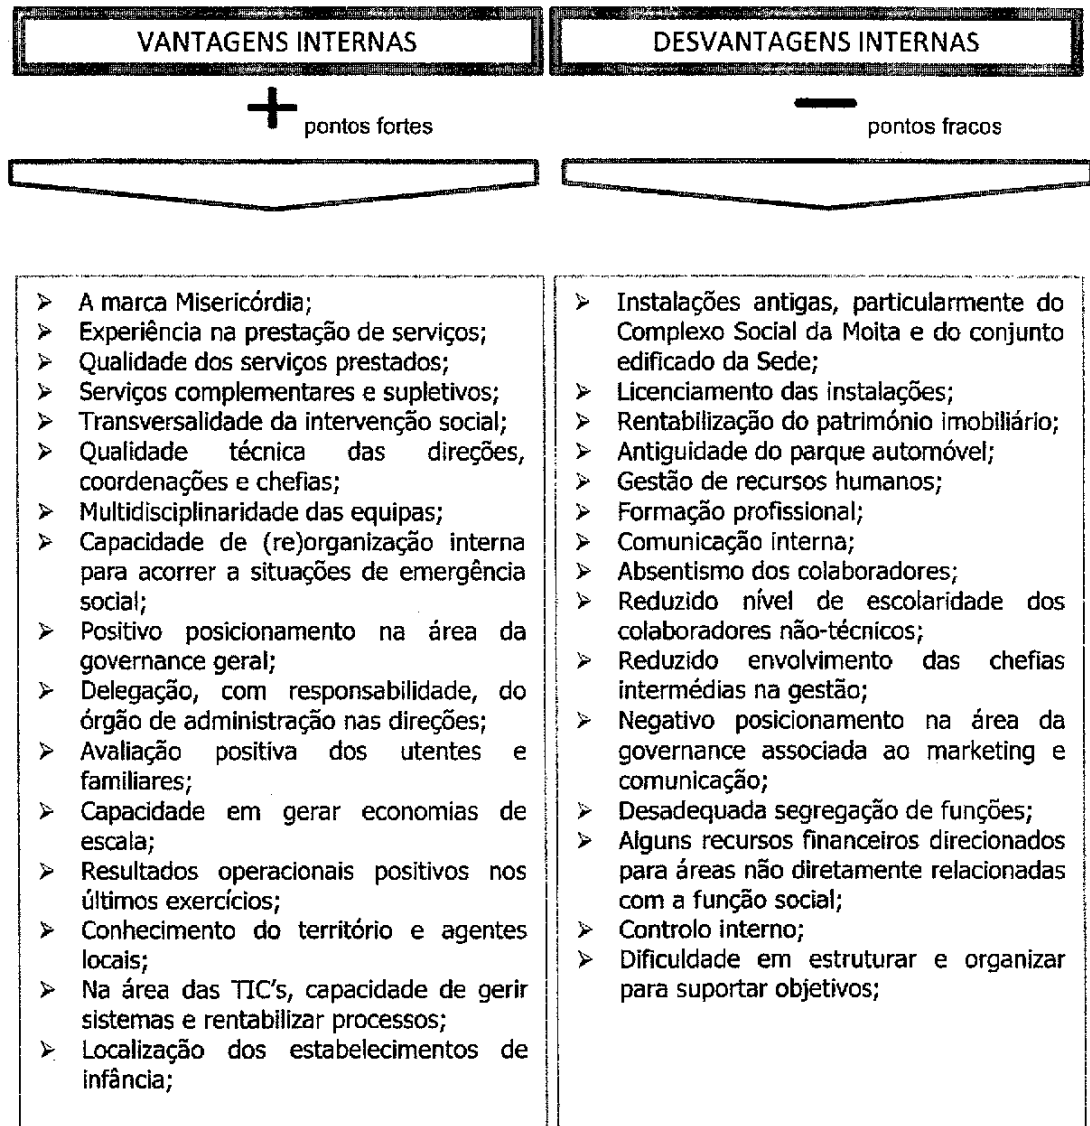 VANTAGENS INTERNAS
+ pontos fortes
➢ A marca Misericórdia;
➢ Experiência na prestação de serviços;
➢ Qualidade dos serviços prestados;
➢ Serviços complementares e supletivos;
➢ Transversalidade da intervenção social;
➢ Qualidade técnica das direções,
coordenações e chefias;
➢ Multidisciplinaridade das equipas;
➢ Capacidade de (re)organização interna
para acorrer a situações de emergência
social;
➢ Positivo posicionamento na área da
governance geral;
➢ Delegação, com responsabilidade, do
órgão de administração nas direções;
➢ Avaliação positiva dos utentes e
familiares;
➢ Capacidade em gerar economias de
escala;
➢ Resultados operacionais positivos nos
últimos exercícios;
➢ Conhecimento do território e agentes
locais;
➢ Na área das TIC's, capacidade de gerir
sistemas e rentabilizar processos;
➢ Localização dos estabelecimentos de
infância;
DESVANTAGENS INTERNAS
— pontos fracos
➢ Instalações antigas, particularmente do
Complexo Social da Moita e do conjunto
edificado da Sede;
➢ Licenciamento das instalações;
➢ Rentabilização do património imobiliário;
➢ Antiguidade do parque automóvel;
➢ Gestão de recursos humanos;
➢ Formação profissional;
➢ Comunicação interna;
➢ Absentismo dos colaboradores;
➢ Reduzido nível de escolaridade dos
colaboradores não-técnicos;
➢ Reduzido envolvimento das chefias
intermédias na gestão;
➢ Negativo posicionamento na área da
governance associada ao marketing e
comunicação;
➢ Desadequada segregação de funções;
➢ Alguns recursos financeiros direcionados
para áreas não diretamente relacionadas
com a função social;
➢ Controlo interno;
➢ Dificuldade em estruturar e organizar
para suportar objetivos;